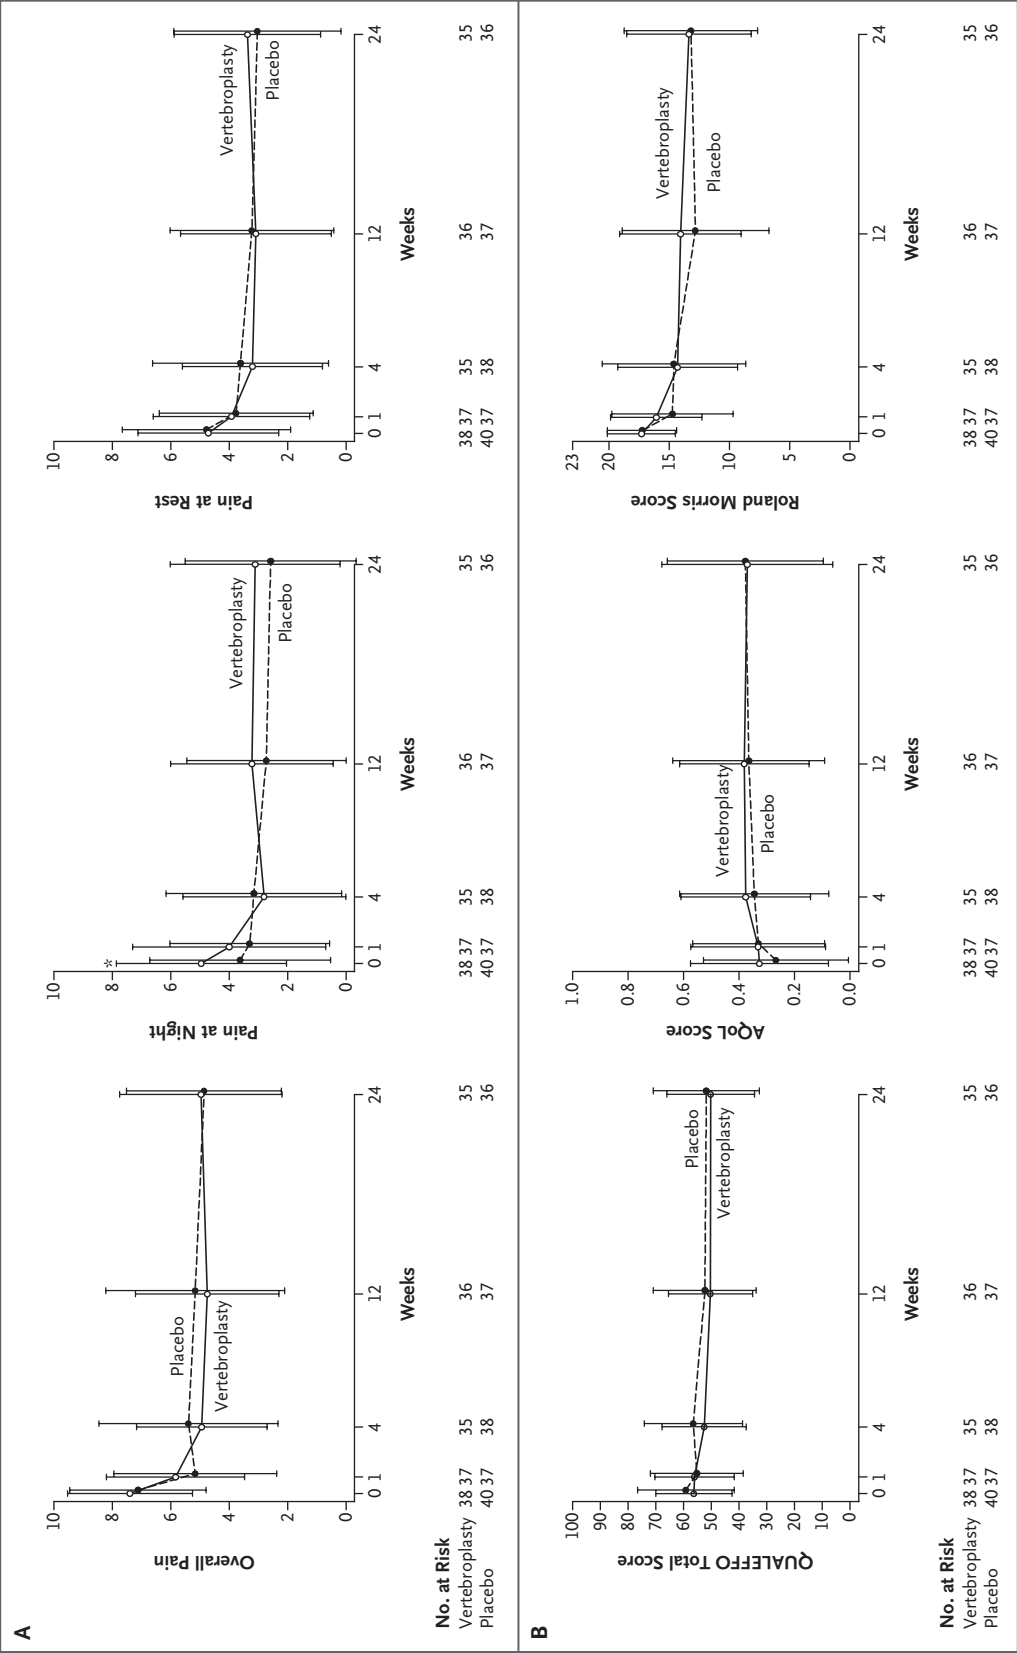 A
Overall Pain
10
8
6
4
2
0
Placebo
Vertebroplasty
0 1 4 12 24
Weeks
No. at Risk
Vertebroplasty 38 37 35 36 35
Placebo 40 37 38 37 36
Pain at Night
10
8
6
4
2
0
*
Vertebroplasty
Placebo
0 1 4 12 24
Weeks
38 37 35 36 35
40 37 38 37 36
Pain at Rest
10
8
6
4
2
0
Vertebroplasty
Placebo
0 1 4 12 24
Weeks
38 37 35 36 35
40 37 38 37 36
B
QUALEFFO Total Score
100
90
80
70
60
50
40
30
20
10
0
Placebo
Vertebroplasty
0 1 4 12 24
Weeks
No. at Risk
Vertebroplasty 38 37 35 36 35
Placebo 40 37 38 37 36
AQoL Score
1.0
0.8
0.6
0.4
0.2
0.0
Vertebroplasty
Placebo
0 1 4 12 24
Weeks
38 37 35 36 35
40 37 38 37 36
Roland Morris Score
23
20
15
10
5
0
Vertebroplasty
Placebo
0 1 4 12 24
Weeks
38 37 35 36 35
40 37 38 37 36